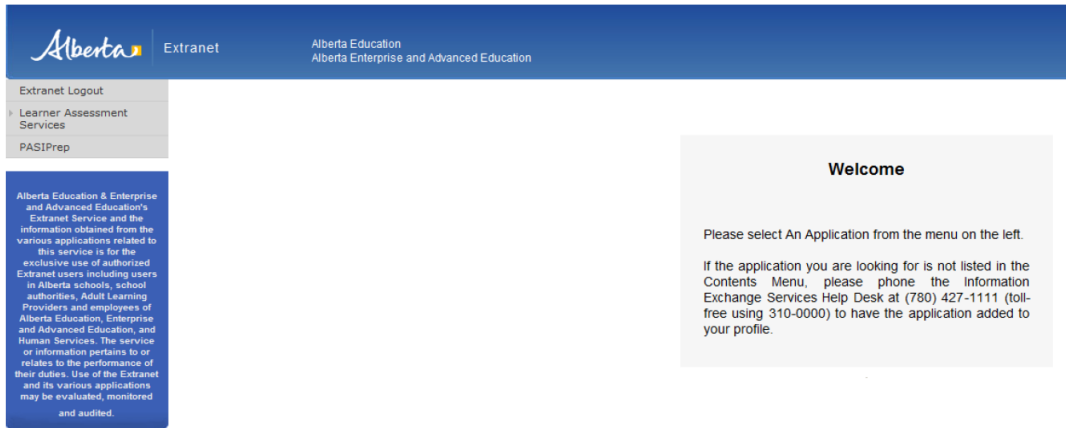 Alberta
Extranet
Alberta Education
Alberta Enterprise and Advanced Education
Extranet Logout
Learner Assessment
Services
PASIPrep
Alberta Education & Enterprise
and Advanced Education's
Extranet Service and the
information obtained from the
various applications related to
this service is for the
exclusive use of authorized
Extranet users including users
in Alberta schools, school
authorities, Adult Learning
Providers and employees of
Alberta Education, Enterprise
and Advanced Education, and
Human Services. The service
or information pertains to or
relates to the performance of
their duties. Use of the Extranet
and its various applications
may be evaluated, monitored
and audited.
Welcome
Please select An Application from the menu on the left.
If the application you are looking for is not listed in the
Contents Menu, please phone the Information
Exchange Services Help Desk at (780) 427-1111 (toll-
free using 310-0000) to have the application added to
your profile.